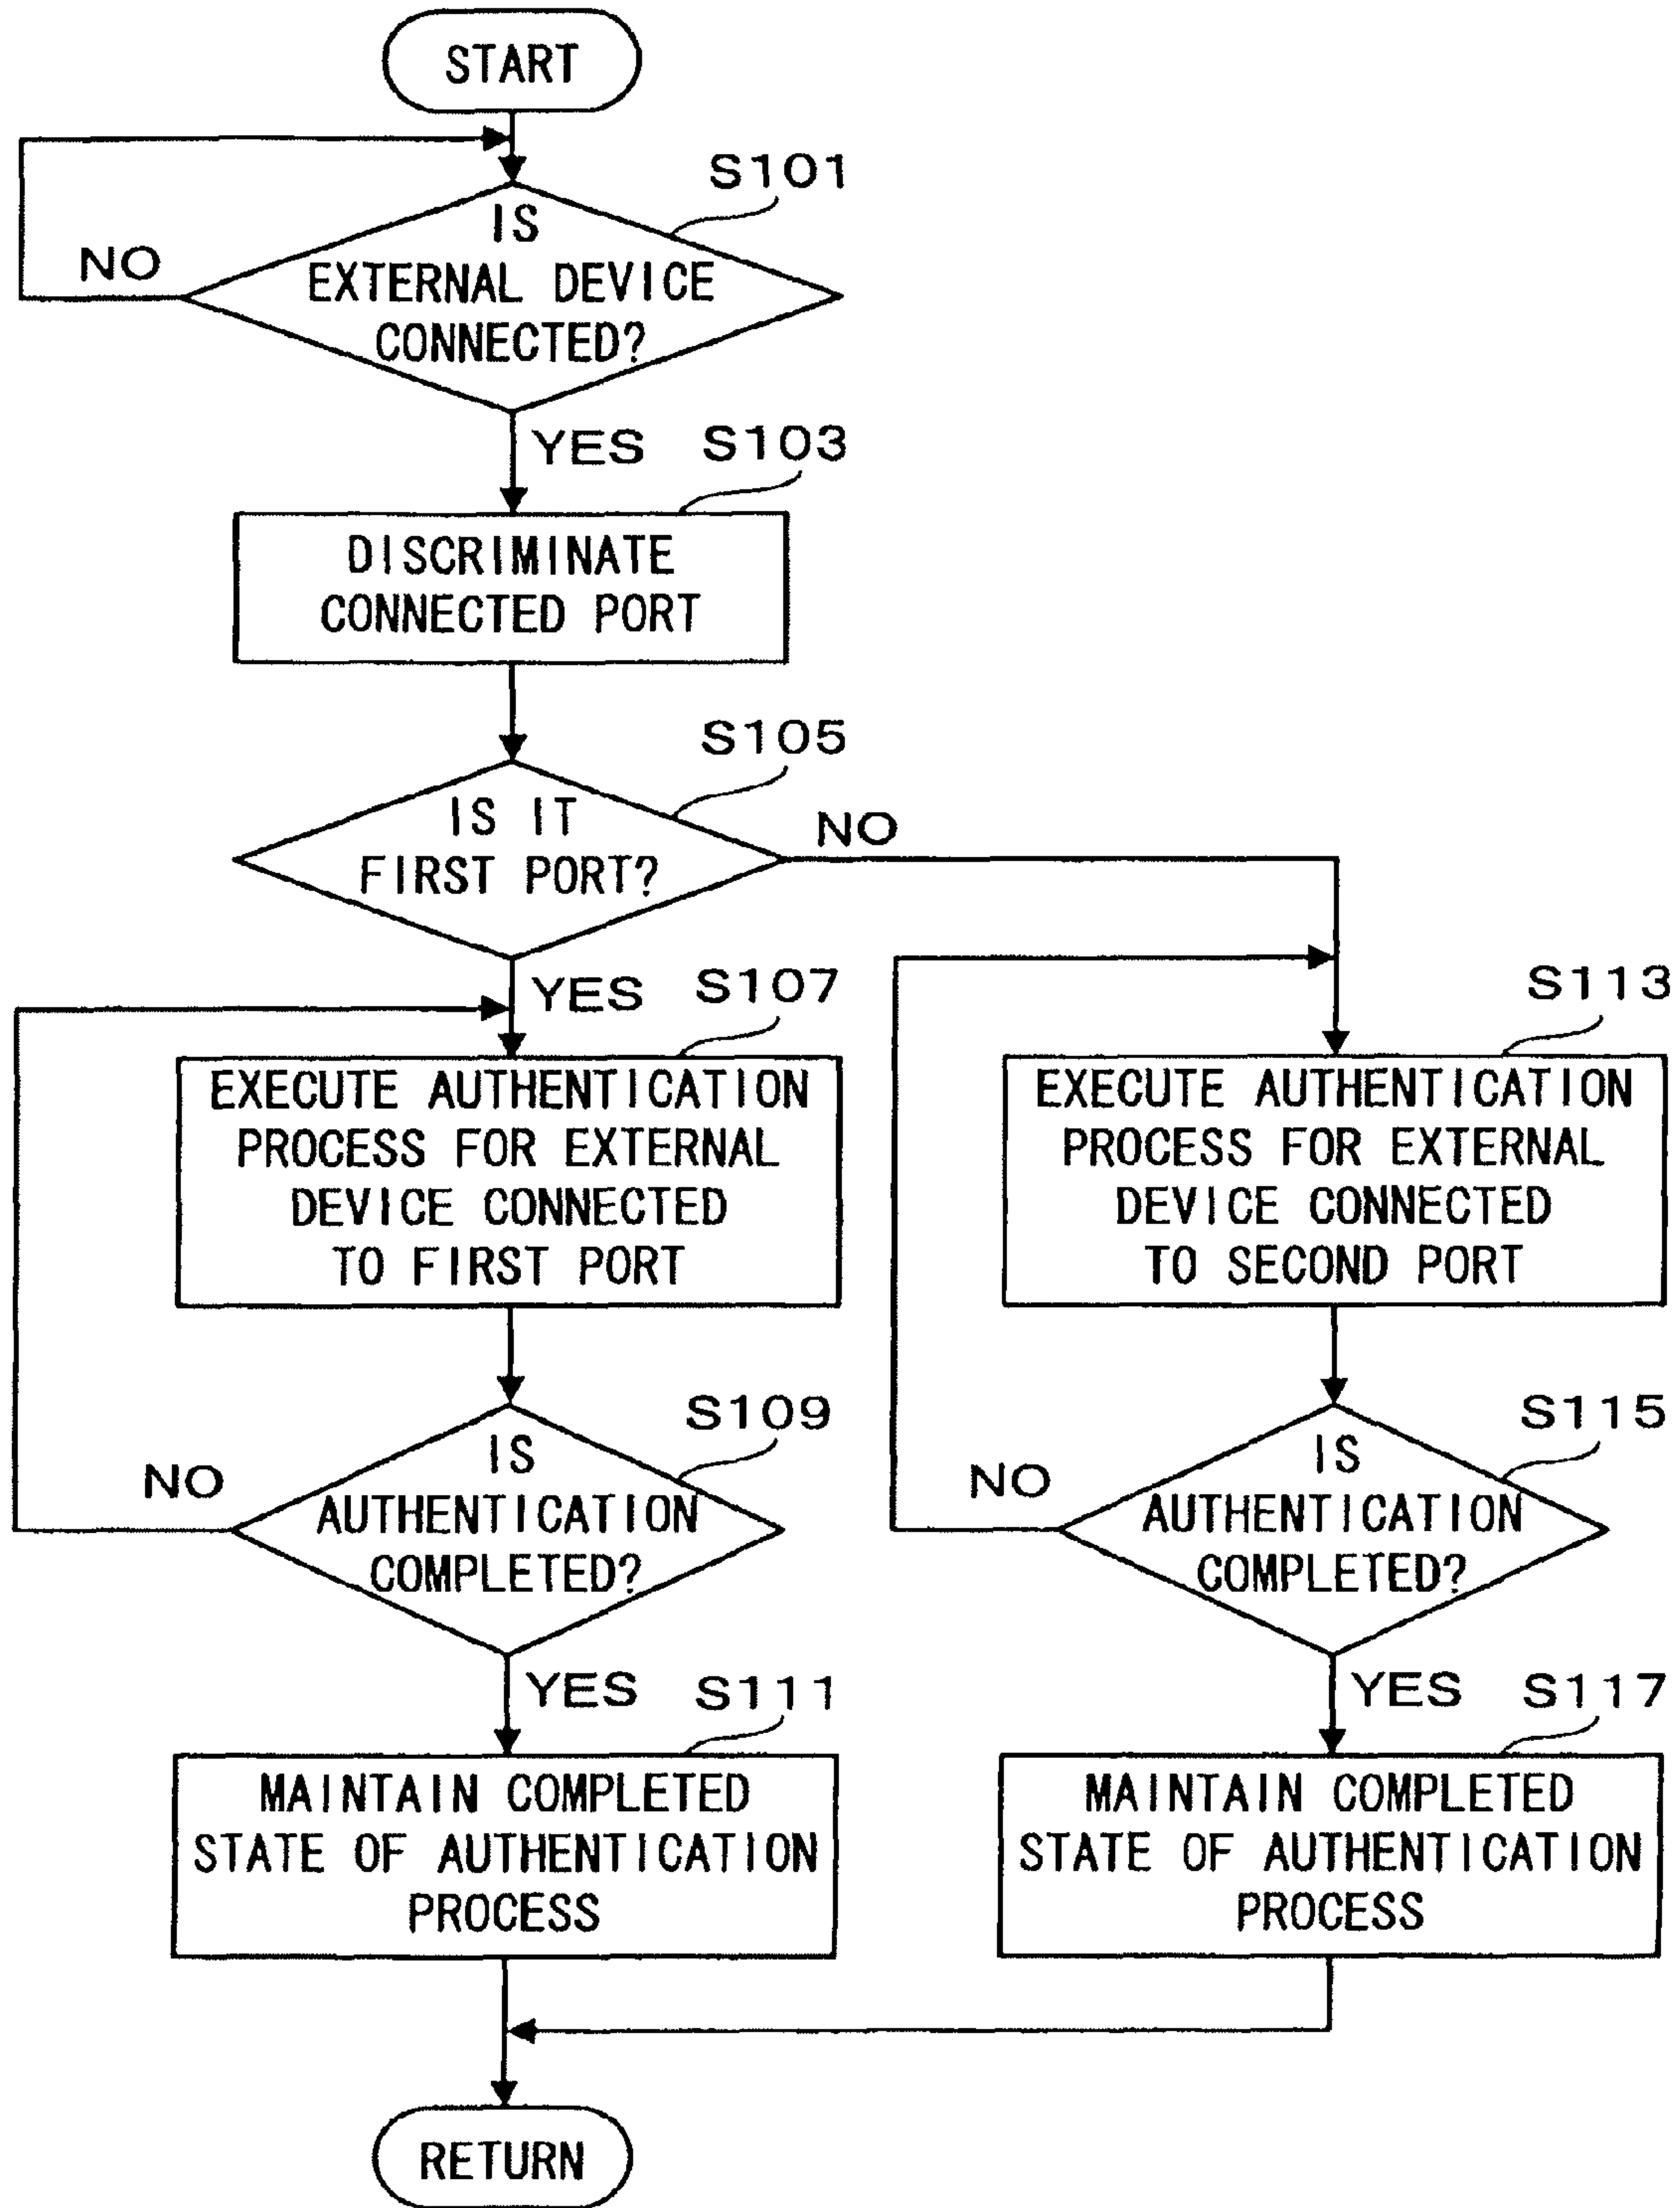 START
S101
IS
EXTERNAL DEVICE
CONNECTED?
NO
YES
S103
DISCRIMINATE
CONNECTED PORT
S105
IS IT
FIRST PORT?
NO
YES
S107
EXECUTE AUTHENTICATION
PROCESS FOR EXTERNAL
DEVICE CONNECTED
TO FIRST PORT
S109
IS
AUTHENTICATION
COMPLETED?
NO
YES
S111
MAINTAIN COMPLETED
STATE OF AUTHENTICATION
PROCESS
S113
EXECUTE AUTHENTICATION
PROCESS FOR EXTERNAL
DEVICE CONNECTED
TO SECOND PORT
S115
IS
AUTHENTICATION
COMPLETED?
NO
YES
S117
MAINTAIN COMPLETED
STATE OF AUTHENTICATION
PROCESS
RETURN